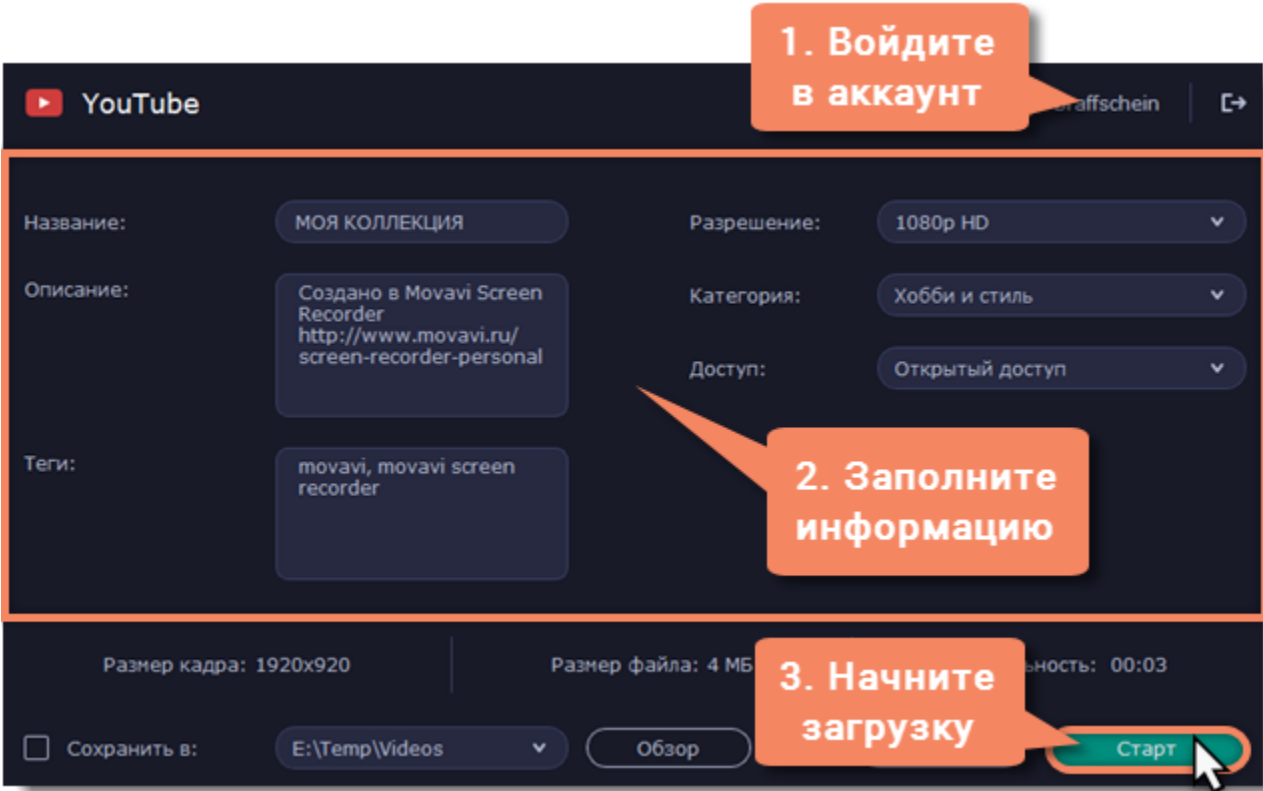 1. Войдите
в аккаунт
YouTube
Название:
МОЯ КОЛЛЕКЦИЯ
Разрешение:
1080p HD
Описание:
Создано в Movavi Screen
Recorder
http://www.movavi.ru/
screen-recorder-personal
Категория:
Хобби и стиль
Доступ:
Открытый доступ
Теги:
movavi, movavi screen
recorder
2. Заполните
информацию
Размер кадра: 1920x920
Размер файла: 4 МБ
00:03
3. Начните
загрузку
Сохранить в:
E:\Temp\Videos
Обзор
Старт